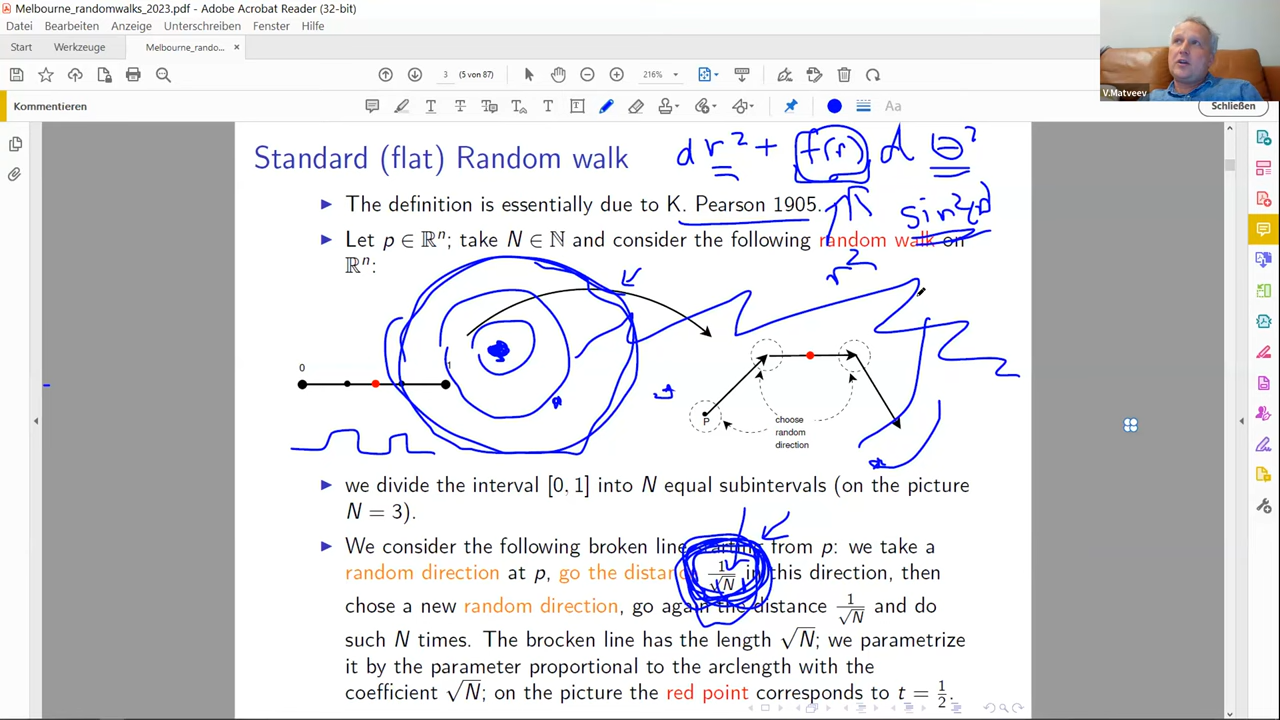 Melbourne_randomwalks_2023.pdf - Adobe Acrobat Reader (32-bit)
Datei Bearbeiten Anzeige Unterschreiben Fenster Hilfe
Start Werkzeuge Melbourne_rando... ×
3 (5 von 87) 216%
V.Matveev
Kommentieren
Aa
Schließen
dr² + f(r) d Θ²
Standard (flat) Random walk
The definition is essentially due to K. Pearson 1905.
sin²(r)
Let p ∈ ℝⁿ; take N ∈ ℕ and consider the following random walk on
ℝⁿ:
r²
0
1
P
choose
random
direction
we divide the interval [0, 1] into N equal subintervals (on the picture
N = 3).
We consider the following broken line starting from p: we take a
random direction at p, go the distance 1/√N in this direction, then
chose a new random direction, go again the distance 1/√N and do
such N times. The brocken line has the length √N; we parametrize
it by the parameter proportional to the arclength with the
coefficient √N; on the picture the red point corresponds to t = 1/2.